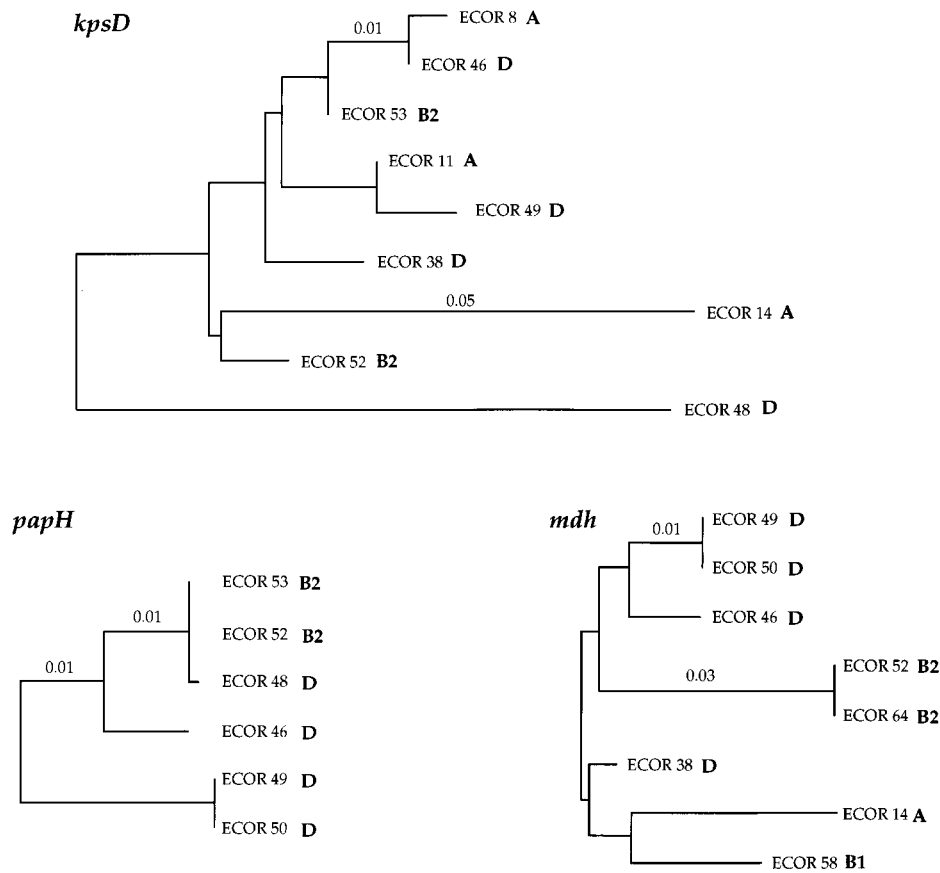 kpsD
0.01
ECOR 8 A
ECOR 46 D
ECOR 53 B2
ECOR 11 A
ECOR 49 D
ECOR 38 D
0.05
ECOR 14 A
ECOR 52 B2
ECOR 48 D
papH
ECOR 53 B2
0.01
ECOR 52 B2
0.01
ECOR 48 D
ECOR 46 D
ECOR 49 D
ECOR 50 D
mdh
0.01
ECOR 49 D
ECOR 50 D
ECOR 46 D
ECOR 52 B2
0.03
ECOR 64 B2
ECOR 38 D
ECOR 14 A
ECOR 58 B1